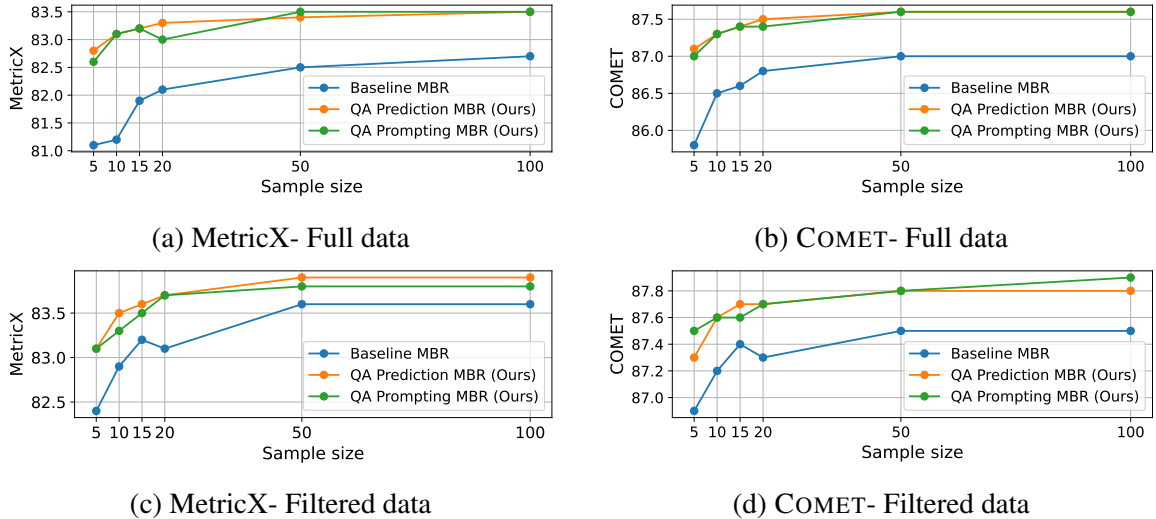 83.5
83.0
82.5
82.0
81.5
81.0
MetricX
Baseline MBR
QA Prediction MBR (Ours)
QA Prompting MBR (Ours)
5 10 15 20 50 100
Sample size
(a) MetricX- Full data
87.5
87.0
86.5
86.0
COMET
Baseline MBR
QA Prediction MBR (Ours)
QA Prompting MBR (Ours)
5 10 15 20 50 100
Sample size
(b) COMET- Full data
83.5
83.0
82.5
MetricX
Baseline MBR
QA Prediction MBR (Ours)
QA Prompting MBR (Ours)
5 10 15 20 50 100
Sample size
(c) MetricX- Filtered data
87.8
87.6
87.4
87.2
87.0
COMET
Baseline MBR
QA Prediction MBR (Ours)
QA Prompting MBR (Ours)
5 10 15 20 50 100
Sample size
(d) COMET- Filtered data